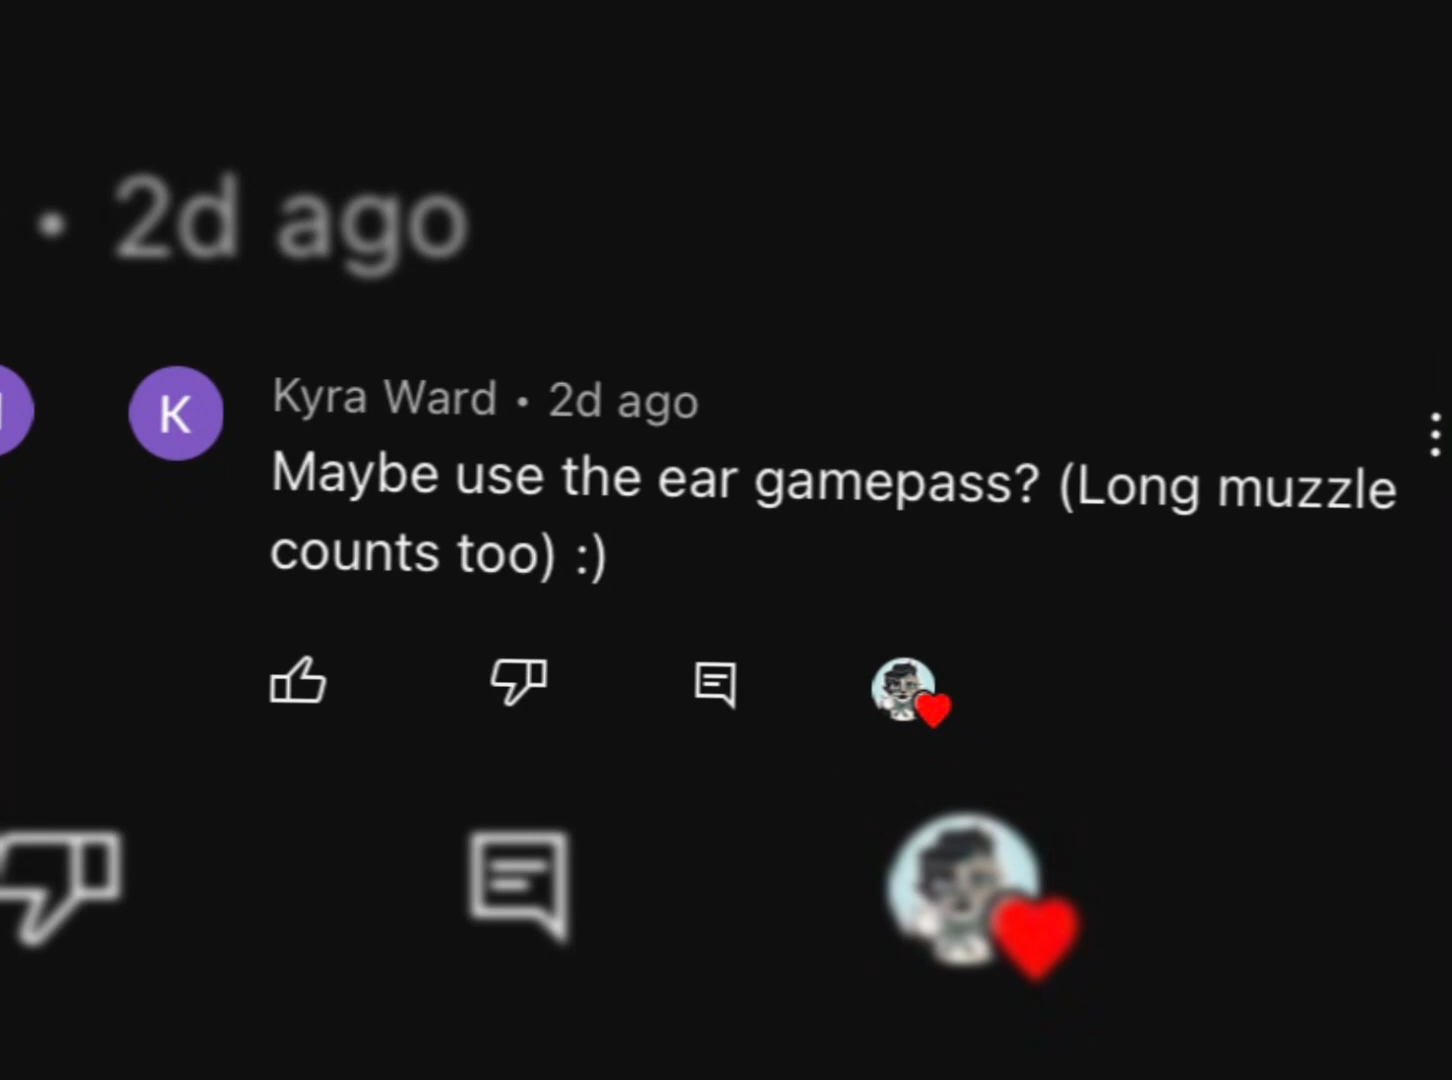 • 2d ago
K
Kyra Ward • 2d ago
Maybe use the ear gamepass? (Long muzzle
counts too) :)